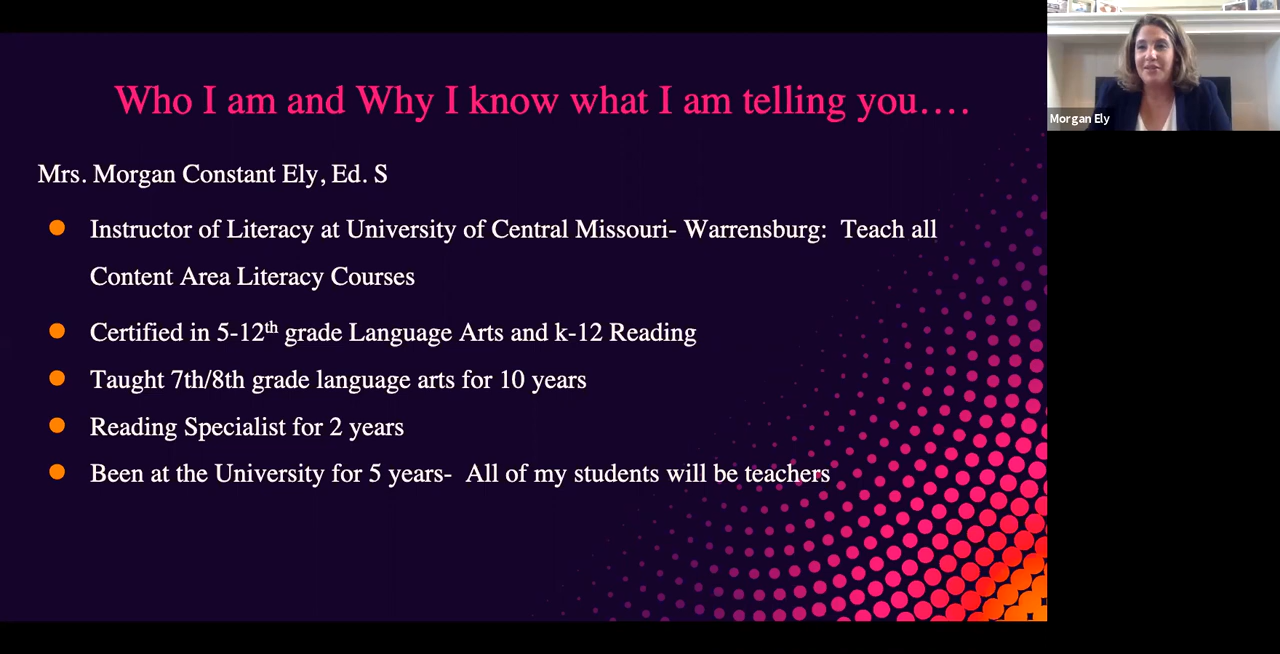 Who I am and Why I know what I am telling you….
Mrs. Morgan Constant Ely, Ed. S
Instructor of Literacy at University of Central Missouri- Warrensburg: Teach all
Content Area Literacy Courses
Certified in 5-12th grade Language Arts and k-12 Reading
Taught 7th/8th grade language arts for 10 years
Reading Specialist for 2 years
Been at the University for 5 years- All of my students will be teachers
Morgan Ely